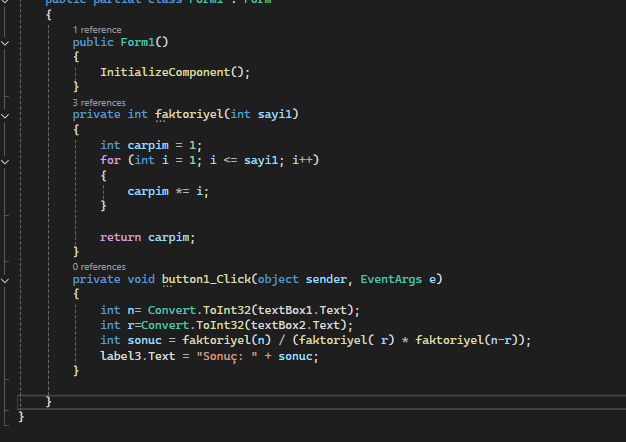 public partial class Form1 : Form
{
1 reference
public Form1()
{
InitializeComponent();
}
3 references
private int faktoriyel(int sayi1)
{
int carpim = 1;
for (int i = 1; i <= sayi1; i++)
{
carpim *= i;
}
return carpim;
}
0 references
private void button1_Click(object sender, EventArgs e)
{
int n= Convert.ToInt32(textBox1.Text);
int r=Convert.ToInt32(textBox2.Text);
int sonuc = faktoriyel(n) / (faktoriyel( r) * faktoriyel(n-r));
label3.Text = "Sonuç: " + sonuc;
}
}
}